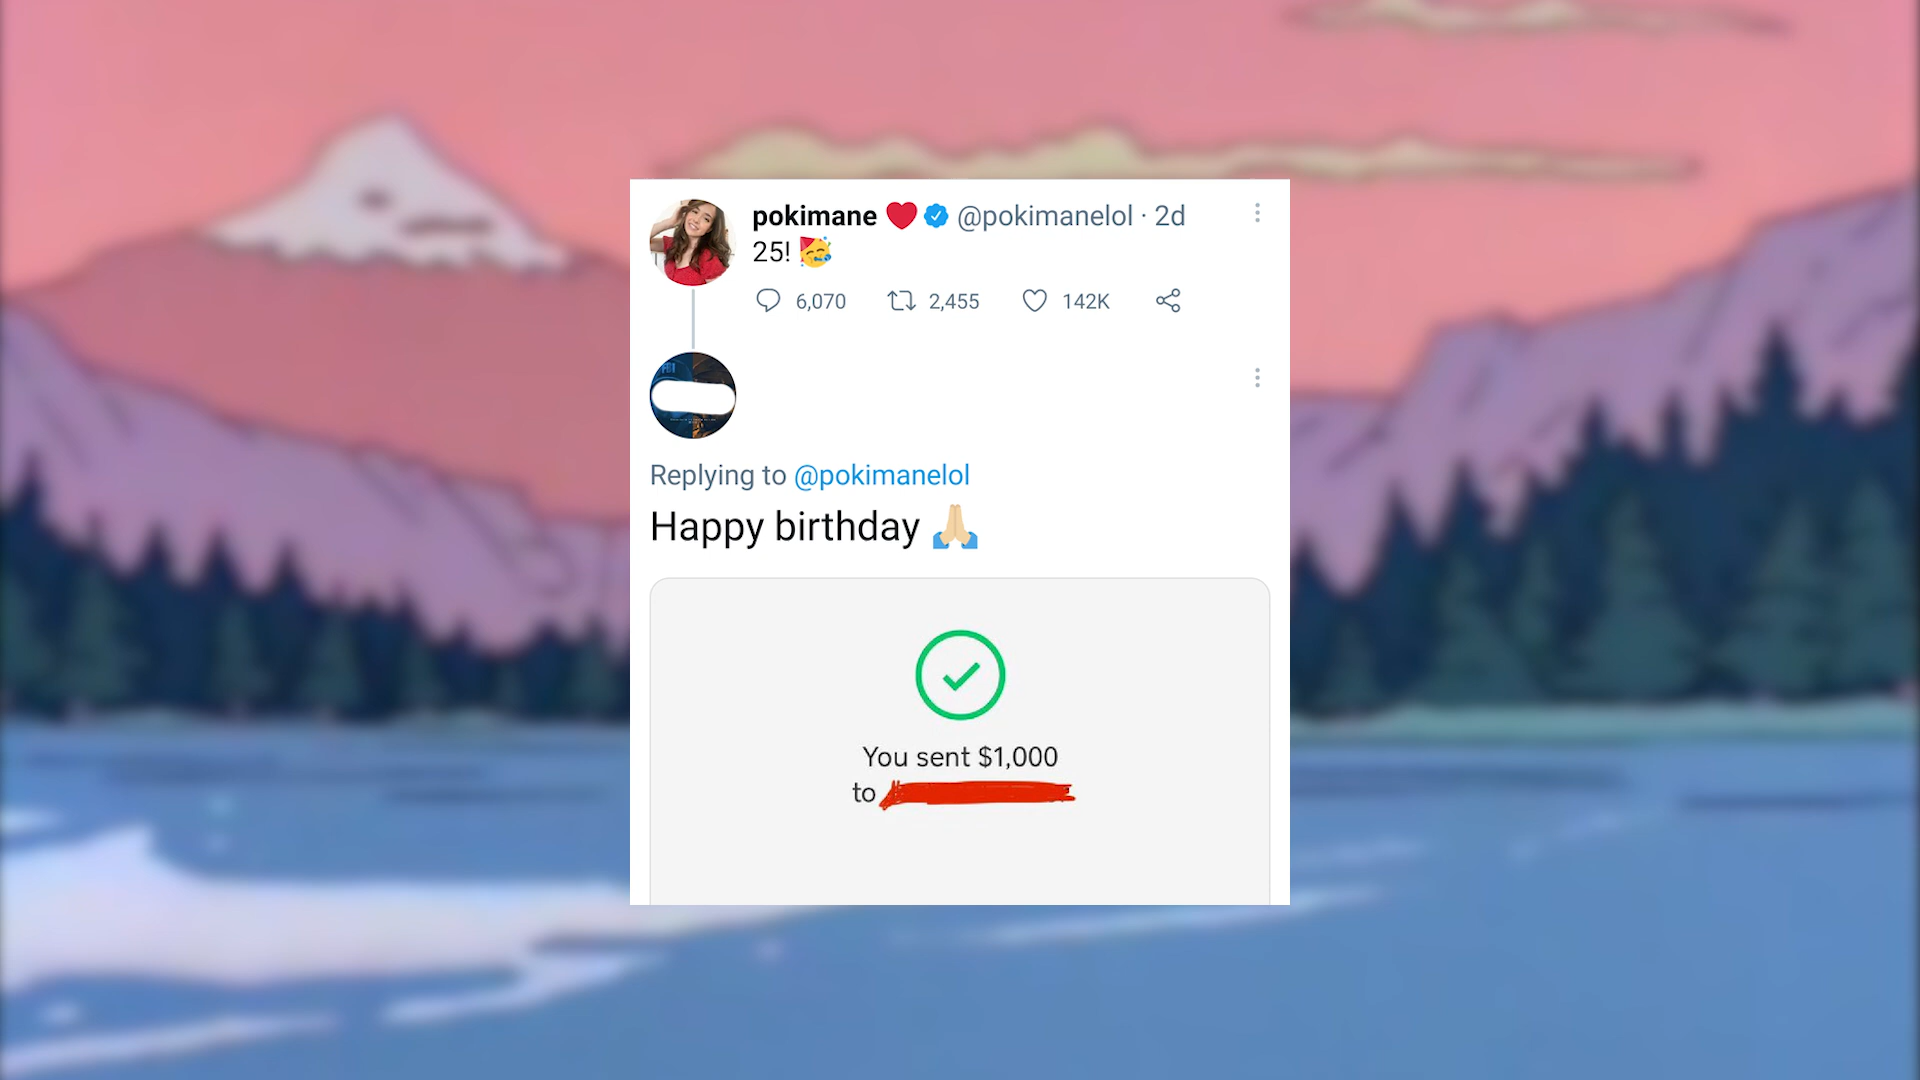 pokimane ❤️ @pokimanelol · 2d
25! 🥳
6,070 2,455 142K
Replying to @pokimanelol
Happy birthday 🙏🏼
You sent $1,000
to